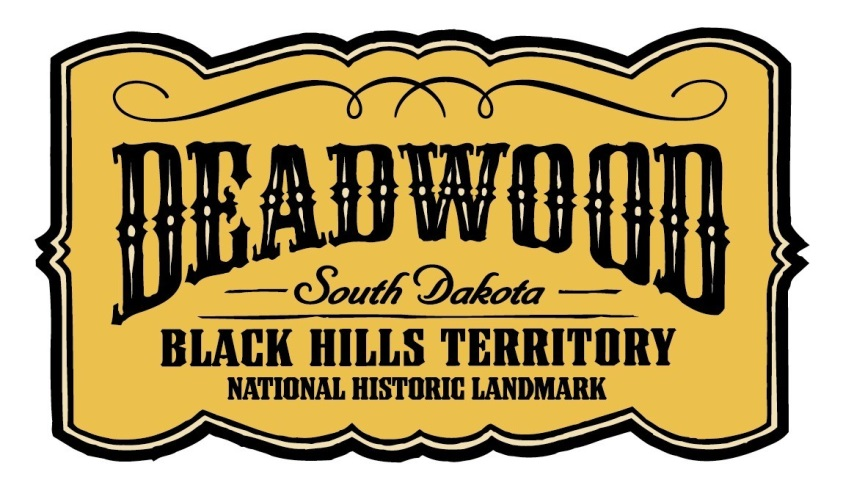 DEADWOOD
South Dakota
BLACK HILLS TERRITORY
NATIONAL HISTORIC LANDMARK